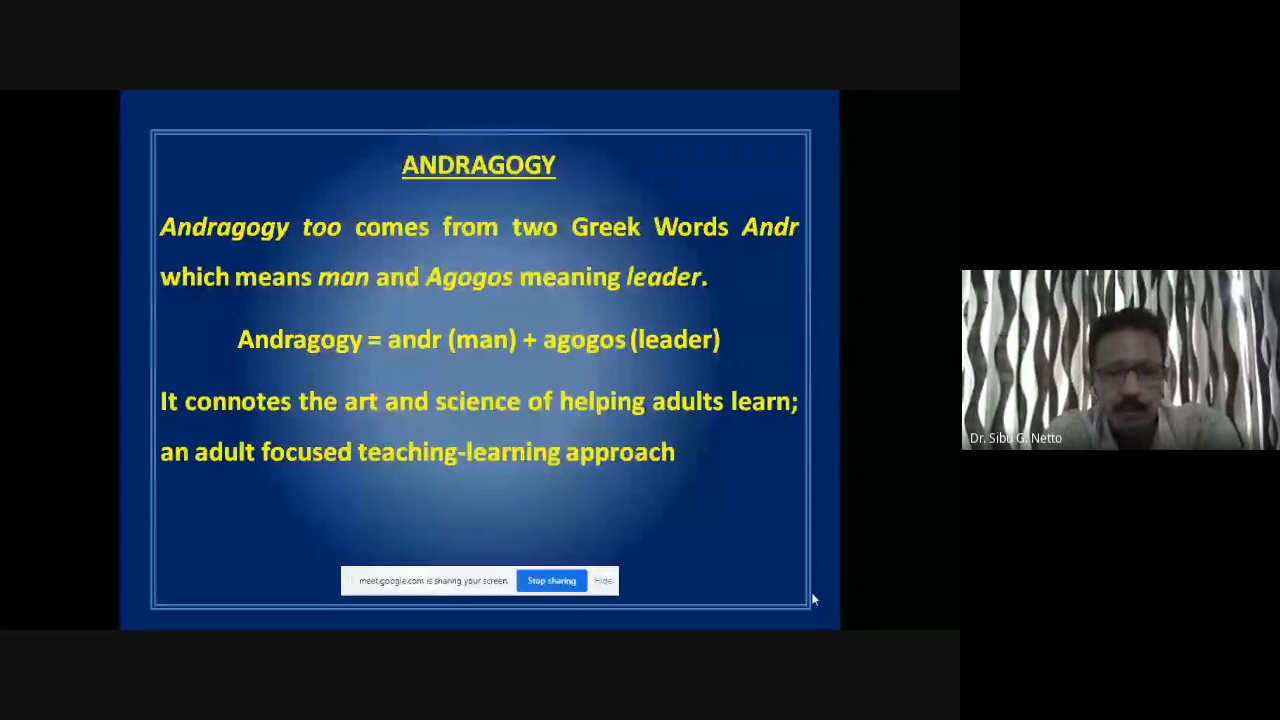 ANDRAGOGY
Andragogy too comes from two Greek Words Andr
which means man and Agogos meaning leader.
Andragogy = andr (man) + agogos (leader)
It connotes the art and science of helping adults learn;
an adult focused teaching-learning approach
meet.google.com is sharing your screen. Stop sharing Hide
Dr. Sibu G. Netto